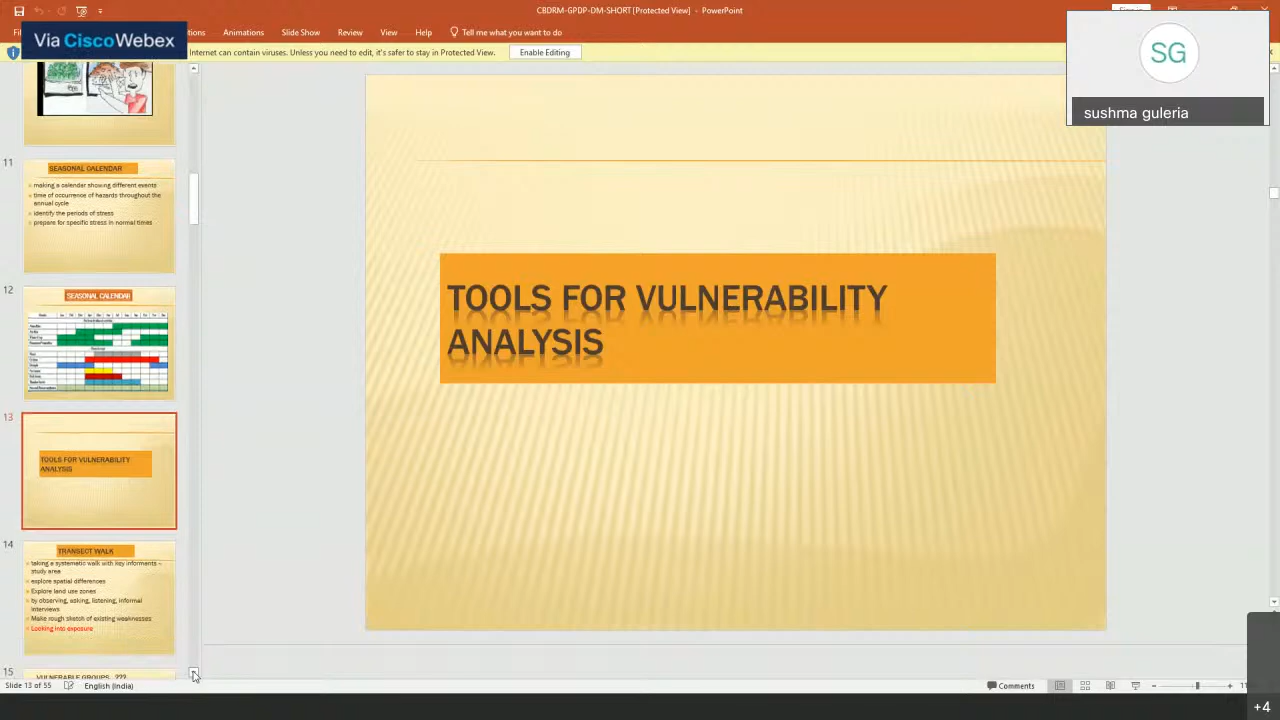 CBDRM-GPDP-DM-SHORT [Protected View] - PowerPoint
Animations Slide Show Review View Help Tell me what you want to do
Via CiscoWebex
Internet can contain viruses. Unless you need to edit, it's safer to stay in Protected View. Enable Editing
SG
sushma guleria
11
SEASONAL CALENDAR
making a calendar showing different events
time of occurrence of hazards throughout the
annual cycle
identify the periods of stress
prepare for specific stress in normal times
12
SEASONAL CALENDAR
13
TOOLS FOR VULNERABILITY
ANALYSIS
14
TRANSECT WALK
taking a systematic walk with key informants –
study area
explore spatial differences
Explore land use zones
by observing, asking, listening, informal
interviews
Make rough sketch of existing weaknesses
Looking into exposure
15
VULNERABLE GROUPS ???
TOOLS FOR VULNERABILITY
ANALYSIS
Slide 13 of 55 English (India) Comments
+4